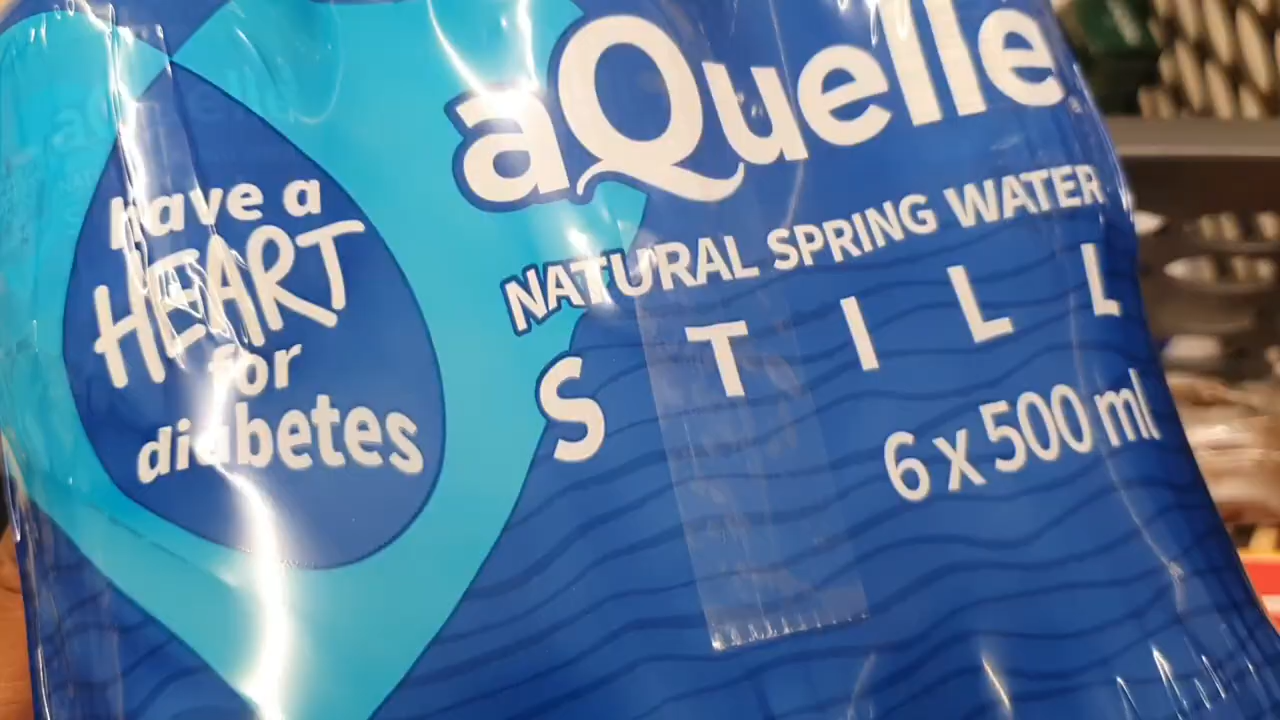 have a
HEART
for
diabetes
aQuelle
NATURAL SPRING WATER
STILL
6 x 500 ml